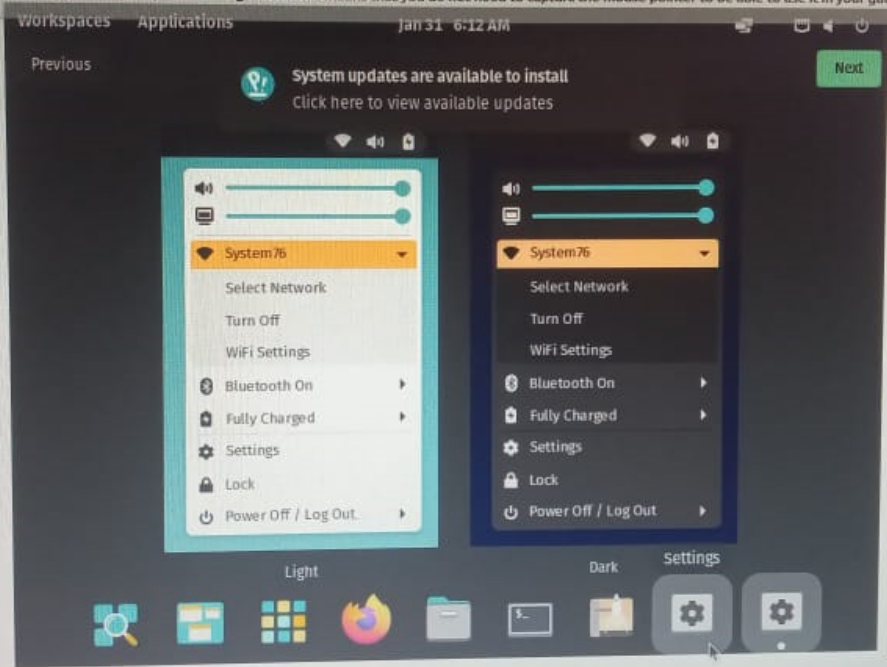 Workspaces Applications Jan 31 6:12 AM
Previous
Next
System updates are available to install
Click here to view available updates
System76
Select Network
Turn Off
WiFi Settings
Bluetooth On
Fully Charged
Settings
Lock
Power Off / Log Out
System76
Select Network
Turn Off
WiFi Settings
Bluetooth On
Fully Charged
Settings
Lock
Power Off / Log Out
Light
Dark
Settings
$_